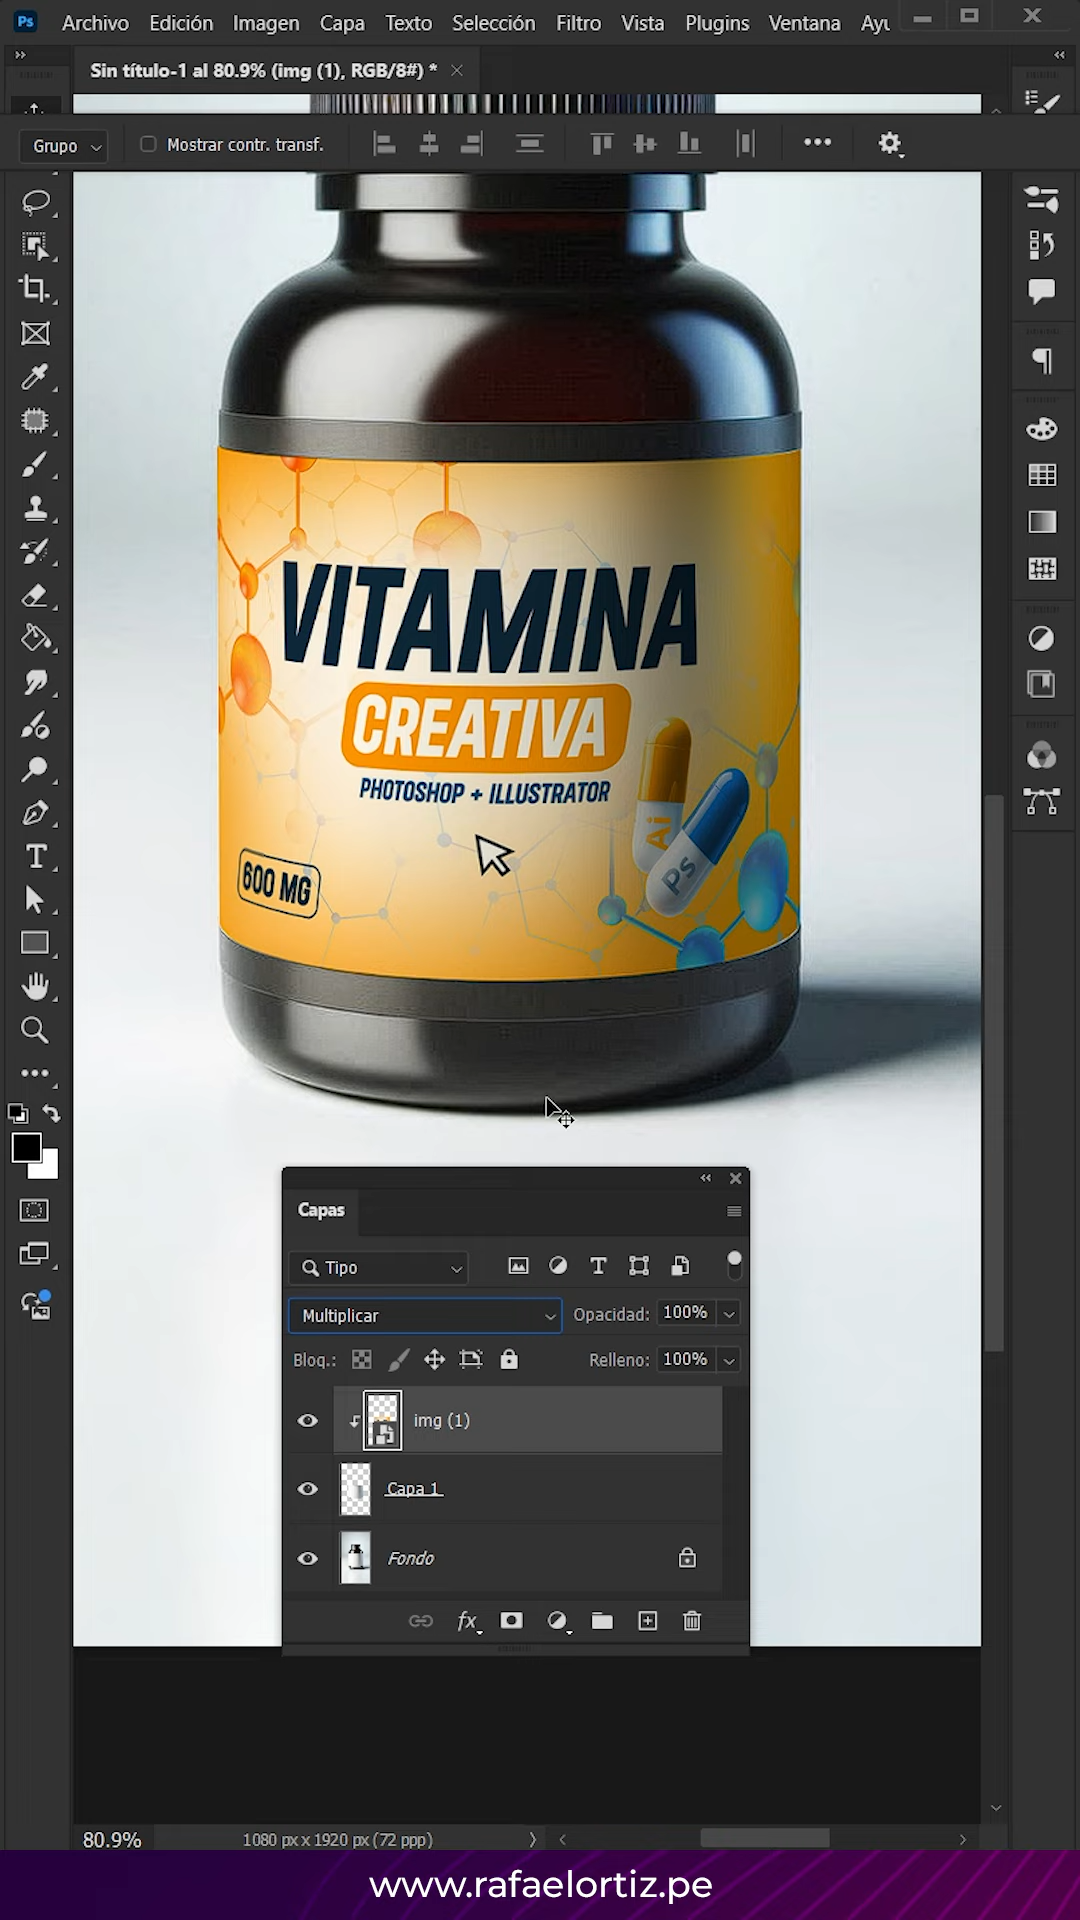 Ps Archivo Edición Imagen Capa Texto Selección Filtro Vista Plugins Ventana Ayu
Sin título-1 al 80.9% (img (1), RGB/8#) *
Grupo Mostrar contr. transf.
VITAMINA
CREATIVA
PHOTOSHOP + ILLUSTRATOR
Ai
Ps
600 MG
Capas
Tipo
Multiplicar Opacidad: 100%
Bloq.: Relleno: 100%
img (1)
Capa 1
Fondo
fx
80.9% 1080 px x 1920 px (72 ppp)
www.rafaelortiz.pe